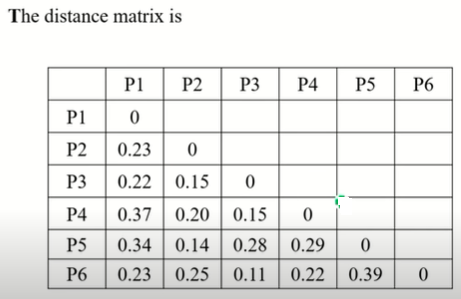 The distance matrix is
P1 P2 P3 P4 P5 P6
P1 0
P2 0.23 0
P3 0.22 0.15 0
P4 0.37 0.20 0.15 0
P5 0.34 0.14 0.28 0.29 0
P6 0.23 0.25 0.11 0.22 0.39 0